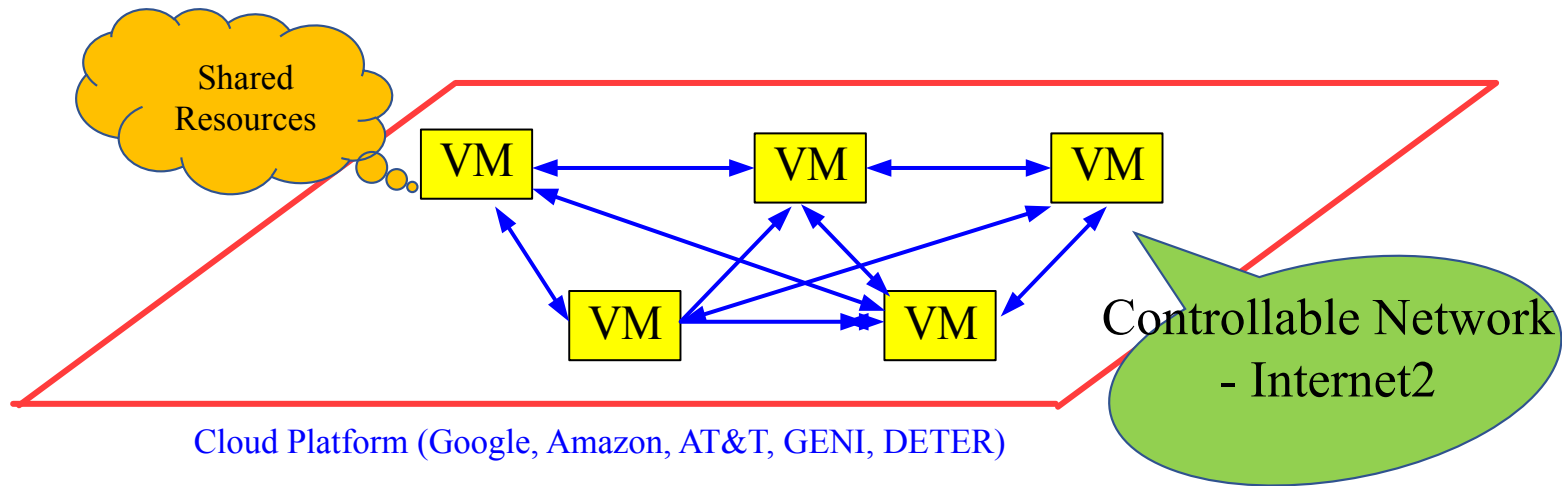 Shared
Resources
VM
VM
VM
VM
VM
Controllable Network
- Internet2
Cloud Platform (Google, Amazon, AT&T, GENI, DETER)